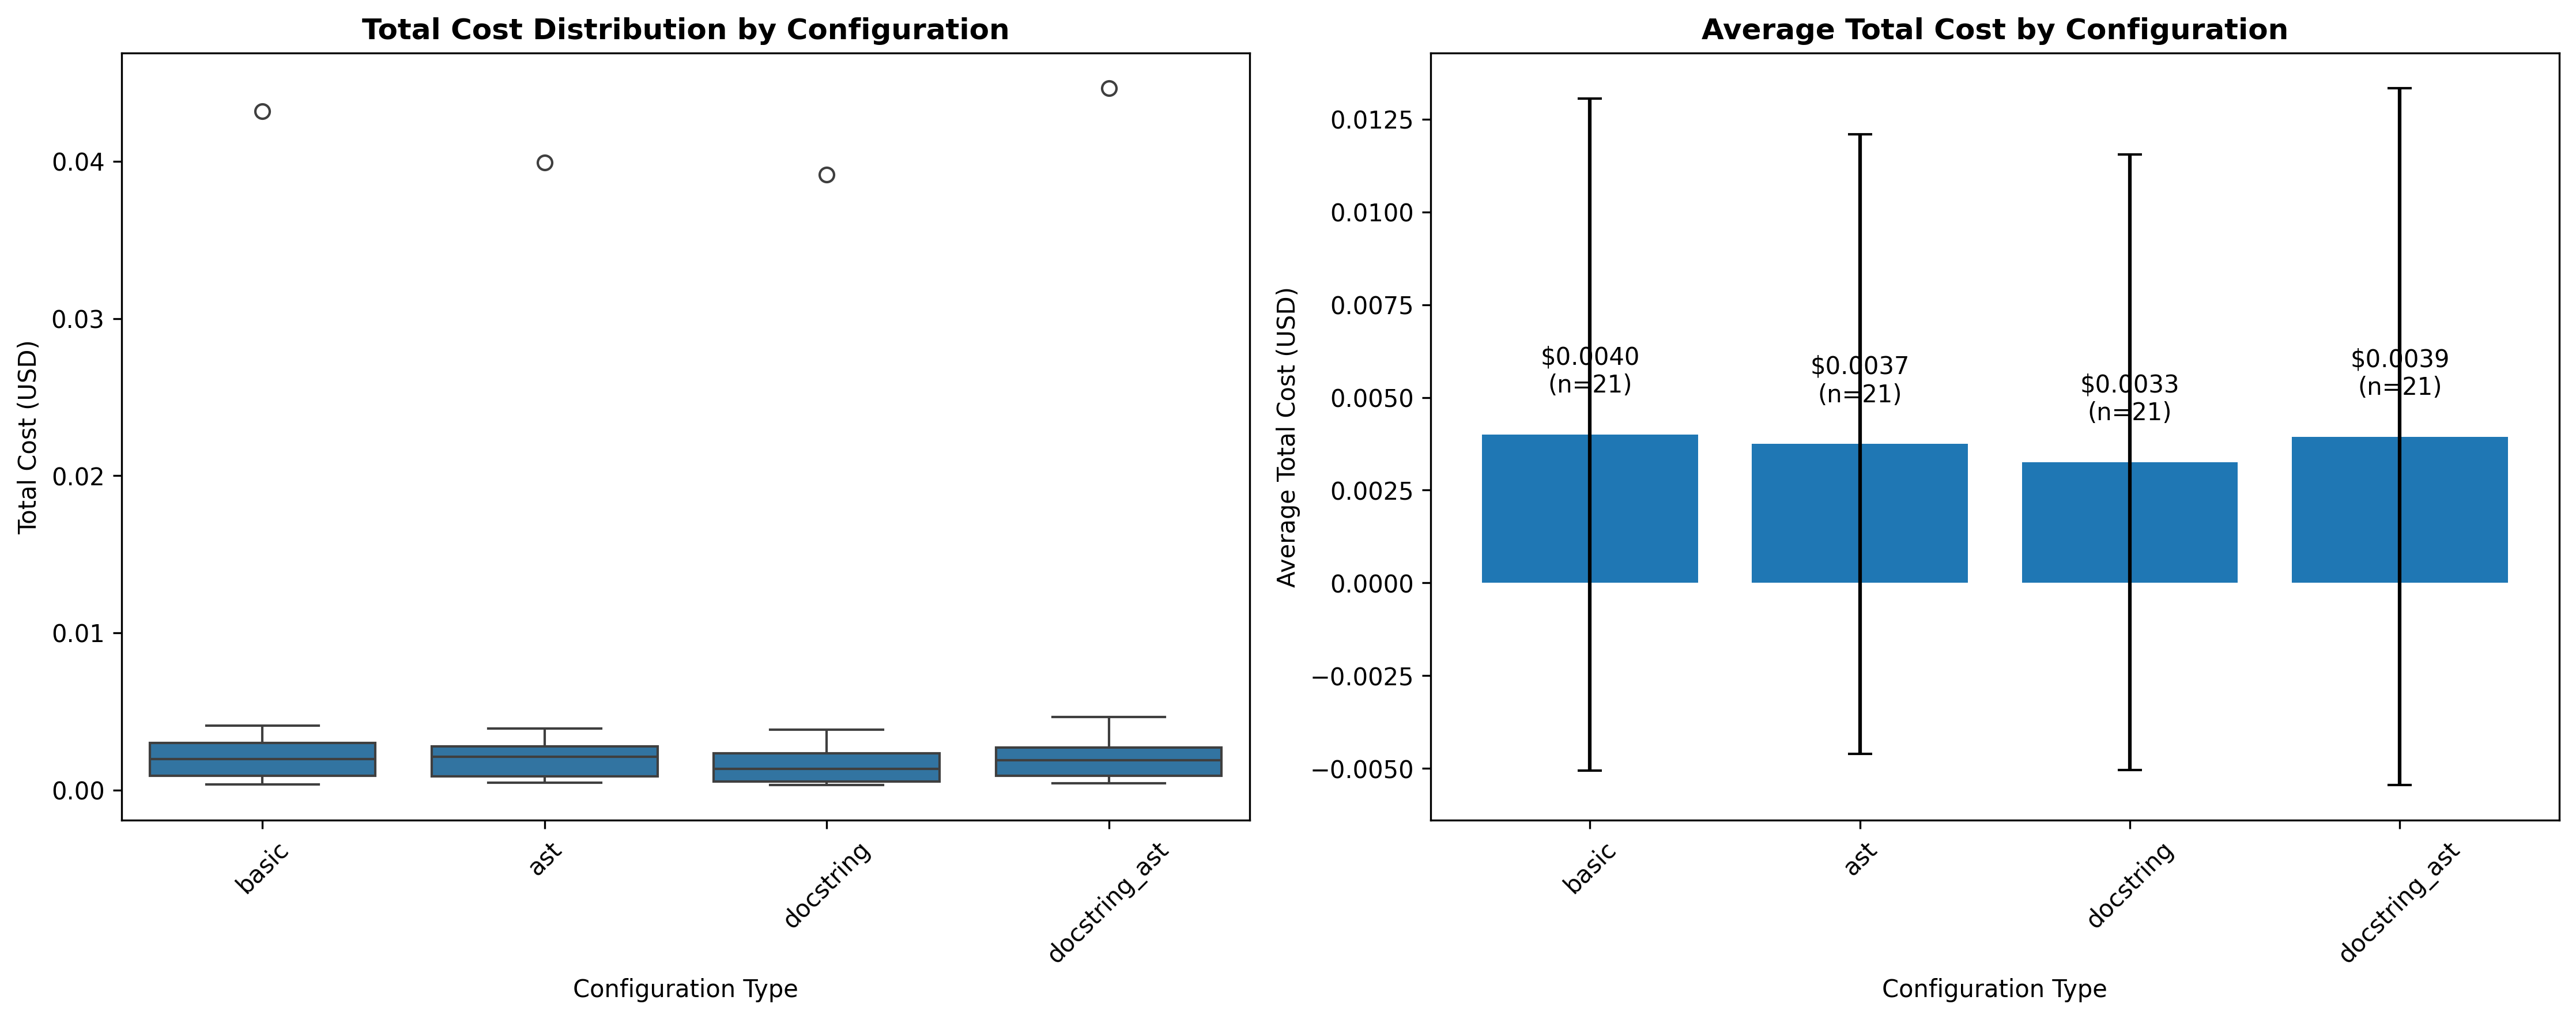 Total Cost Distribution by Configuration
Total Cost (USD)
0.04
0.03
0.02
0.01
0.00
basic
ast
docstring
docstring_ast
Configuration Type
Average Total Cost by Configuration
Average Total Cost (USD)
0.0125
0.0100
0.0075
0.0050
0.0025
0.0000
−0.0025
−0.0050
$0.0040
(n=21)
$0.0037
(n=21)
$0.0033
(n=21)
$0.0039
(n=21)
basic
ast
docstring
docstring_ast
Configuration Type